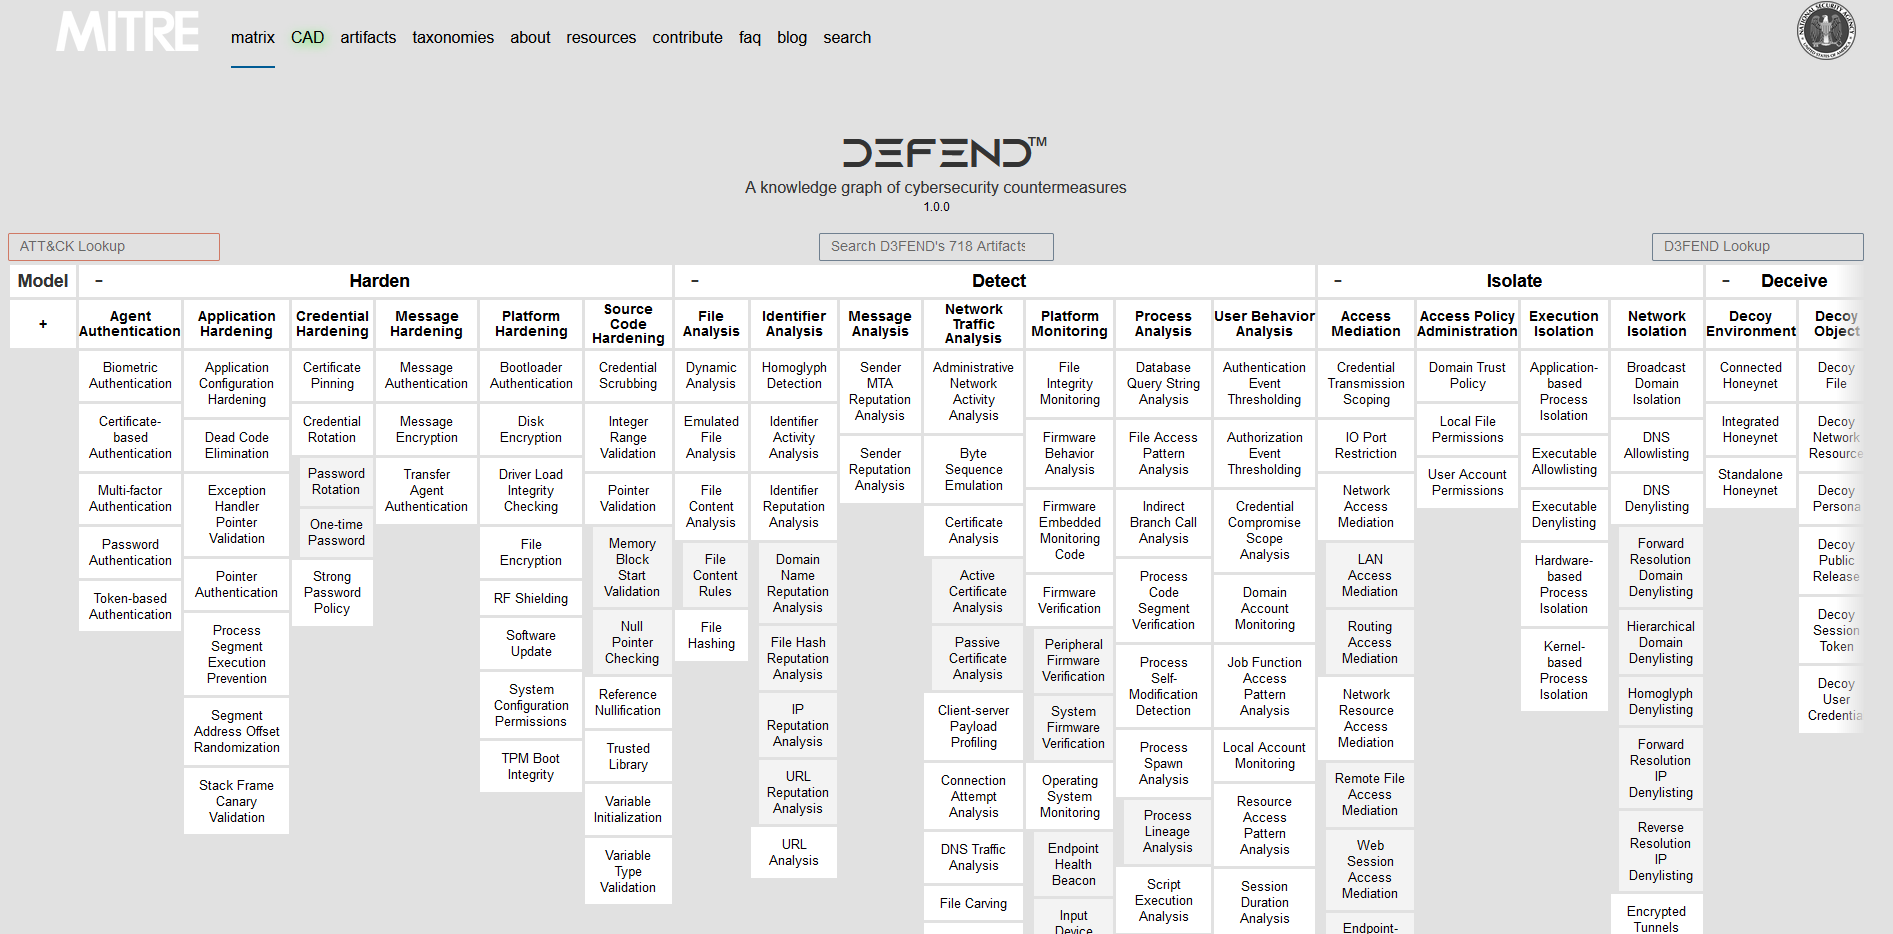 MITRE
matrix CAD artifacts taxonomies about resources contribute faq blog search
NATIONAL SECURITY AGENCY
UNITED STATES OF AMERICA
D3FEND™
A knowledge graph of cybersecurity countermeasures
1.0.0
ATT&CK Lookup
Search D3FEND's 718 Artifacts
D3FEND Lookup
Model
+
- Harden
Agent
Authentication
Biometric
Authentication
Certificate-
based
Authentication
Multi-factor
Authentication
Password
Authentication
Token-based
Authentication
Application
Hardening
Application
Configuration
Hardening
Dead Code
Elimination
Exception
Handler
Pointer
Validation
Pointer
Authentication
Process
Segment
Execution
Prevention
Segment
Address Offset
Randomization
Stack Frame
Canary
Validation
Credential
Hardening
Certificate
Pinning
Credential
Rotation
Password
Rotation
One-time
Password
Strong
Password
Policy
Message
Hardening
Message
Authentication
Message
Encryption
Transfer
Agent
Authentication
Platform
Hardening
Bootloader
Authentication
Disk
Encryption
Driver Load
Integrity
Checking
File
Encryption
RF Shielding
Software
Update
System
Configuration
Permissions
TPM Boot
Integrity
Source
Code
Hardening
Credential
Scrubbing
Integer
Range
Validation
Pointer
Validation
Memory
Block
Start
Validation
Null
Pointer
Checking
Reference
Nullification
Trusted
Library
Variable
Initialization
Variable
Type
Validation
- Detect
File
Analysis
Dynamic
Analysis
Emulated
File
Analysis
File
Content
Analysis
File
Content
Rules
File
Hashing
Identifier
Analysis
Homoglyph
Detection
Identifier
Activity
Analysis
Identifier
Reputation
Analysis
Domain
Name
Reputation
Analysis
File Hash
Reputation
Analysis
IP
Reputation
Analysis
URL
Reputation
Analysis
URL
Analysis
Message
Analysis
Sender
MTA
Reputation
Analysis
Sender
Reputation
Analysis
Network
Traffic
Analysis
Administrative
Network
Activity
Analysis
Byte
Sequence
Emulation
Certificate
Analysis
Active
Certificate
Analysis
Passive
Certificate
Analysis
Client-server
Payload
Profiling
Connection
Attempt
Analysis
DNS Traffic
Analysis
File Carving
Platform
Monitoring
File
Integrity
Monitoring
Firmware
Behavior
Analysis
Firmware
Embedded
Monitoring
Code
Firmware
Verification
Peripheral
Firmware
Verification
System
Firmware
Verification
Operating
System
Monitoring
Endpoint
Health
Beacon
Input
Device
Process
Analysis
Database
Query String
Analysis
File Access
Pattern
Analysis
Indirect
Branch Call
Analysis
Process
Code
Segment
Verification
Process
Self-
Modification
Detection
Process
Spawn
Analysis
Process
Lineage
Analysis
Script
Execution
Analysis
User Behavior
Analysis
Authentication
Event
Thresholding
Authorization
Event
Thresholding
Credential
Compromise
Scope
Analysis
Domain
Account
Monitoring
Job Function
Access
Pattern
Analysis
Local Account
Monitoring
Resource
Access
Pattern
Analysis
Session
Duration
Analysis
- Isolate
Access
Mediation
Credential
Transmission
Scoping
IO Port
Restriction
Network
Access
Mediation
LAN
Access
Mediation
Routing
Access
Mediation
Network
Resource
Access
Mediation
Remote File
Access
Mediation
Web
Session
Access
Mediation
Endpoint-
Access Policy
Administration
Domain Trust
Policy
Local File
Permissions
User Account
Permissions
Execution
Isolation
Application-
based
Process
Isolation
Executable
Allowlisting
Executable
Denylisting
Hardware-
based
Process
Isolation
Kernel-
based
Process
Isolation
Network
Isolation
Broadcast
Domain
Isolation
DNS
Allowlisting
DNS
Denylisting
Forward
Resolution
Domain
Denylisting
Hierarchical
Domain
Denylisting
Homoglyph
Denylisting
Forward
Resolution
IP
Denylisting
Reverse
Resolution
IP
Denylisting
Encrypted
Tunnels
- Deceive
Decoy
Environment
Connected
Honeynet
Integrated
Honeynet
Standalone
Honeynet
Decoy
Object
Decoy
File
Decoy
Network
Resource
Decoy
Persona
Decoy
Public
Release
Decoy
Session
Token
Decoy
User
Credentia